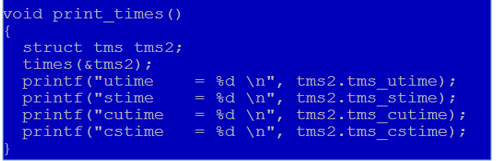 void print_times()
{
  struct tms tms2;
  times(&tms2);
  printf("utime    = %d \n", tms2.tms_utime);
  printf("stime    = %d \n", tms2.tms_stime);
  printf("cutime   = %d \n", tms2.tms_cutime);
  printf("cstime   = %d \n", tms2.tms_cstime);
}